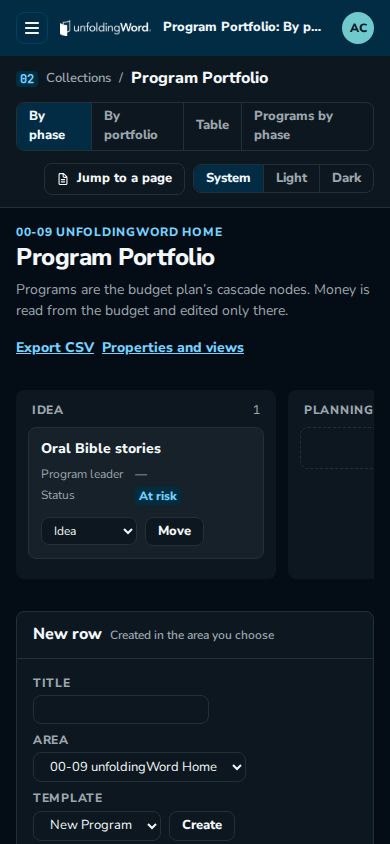 unfoldingWord. Program Portfolio: By p... AC
02 Collections / Program Portfolio
By phase By portfolio Table Programs by phase
Jump to a page System Light Dark
00-09 UNFOLDINGWORD HOME
Program Portfolio
Programs are the budget plan’s cascade nodes. Money is
read from the budget and edited only there.
Export CSV Properties and views
IDEA 1 PLANNING
Oral Bible stories
Program leader —
Status At risk
Idea Move
New row Created in the area you choose
TITLE
AREA
00-09 unfoldingWord Home
TEMPLATE
New Program Create